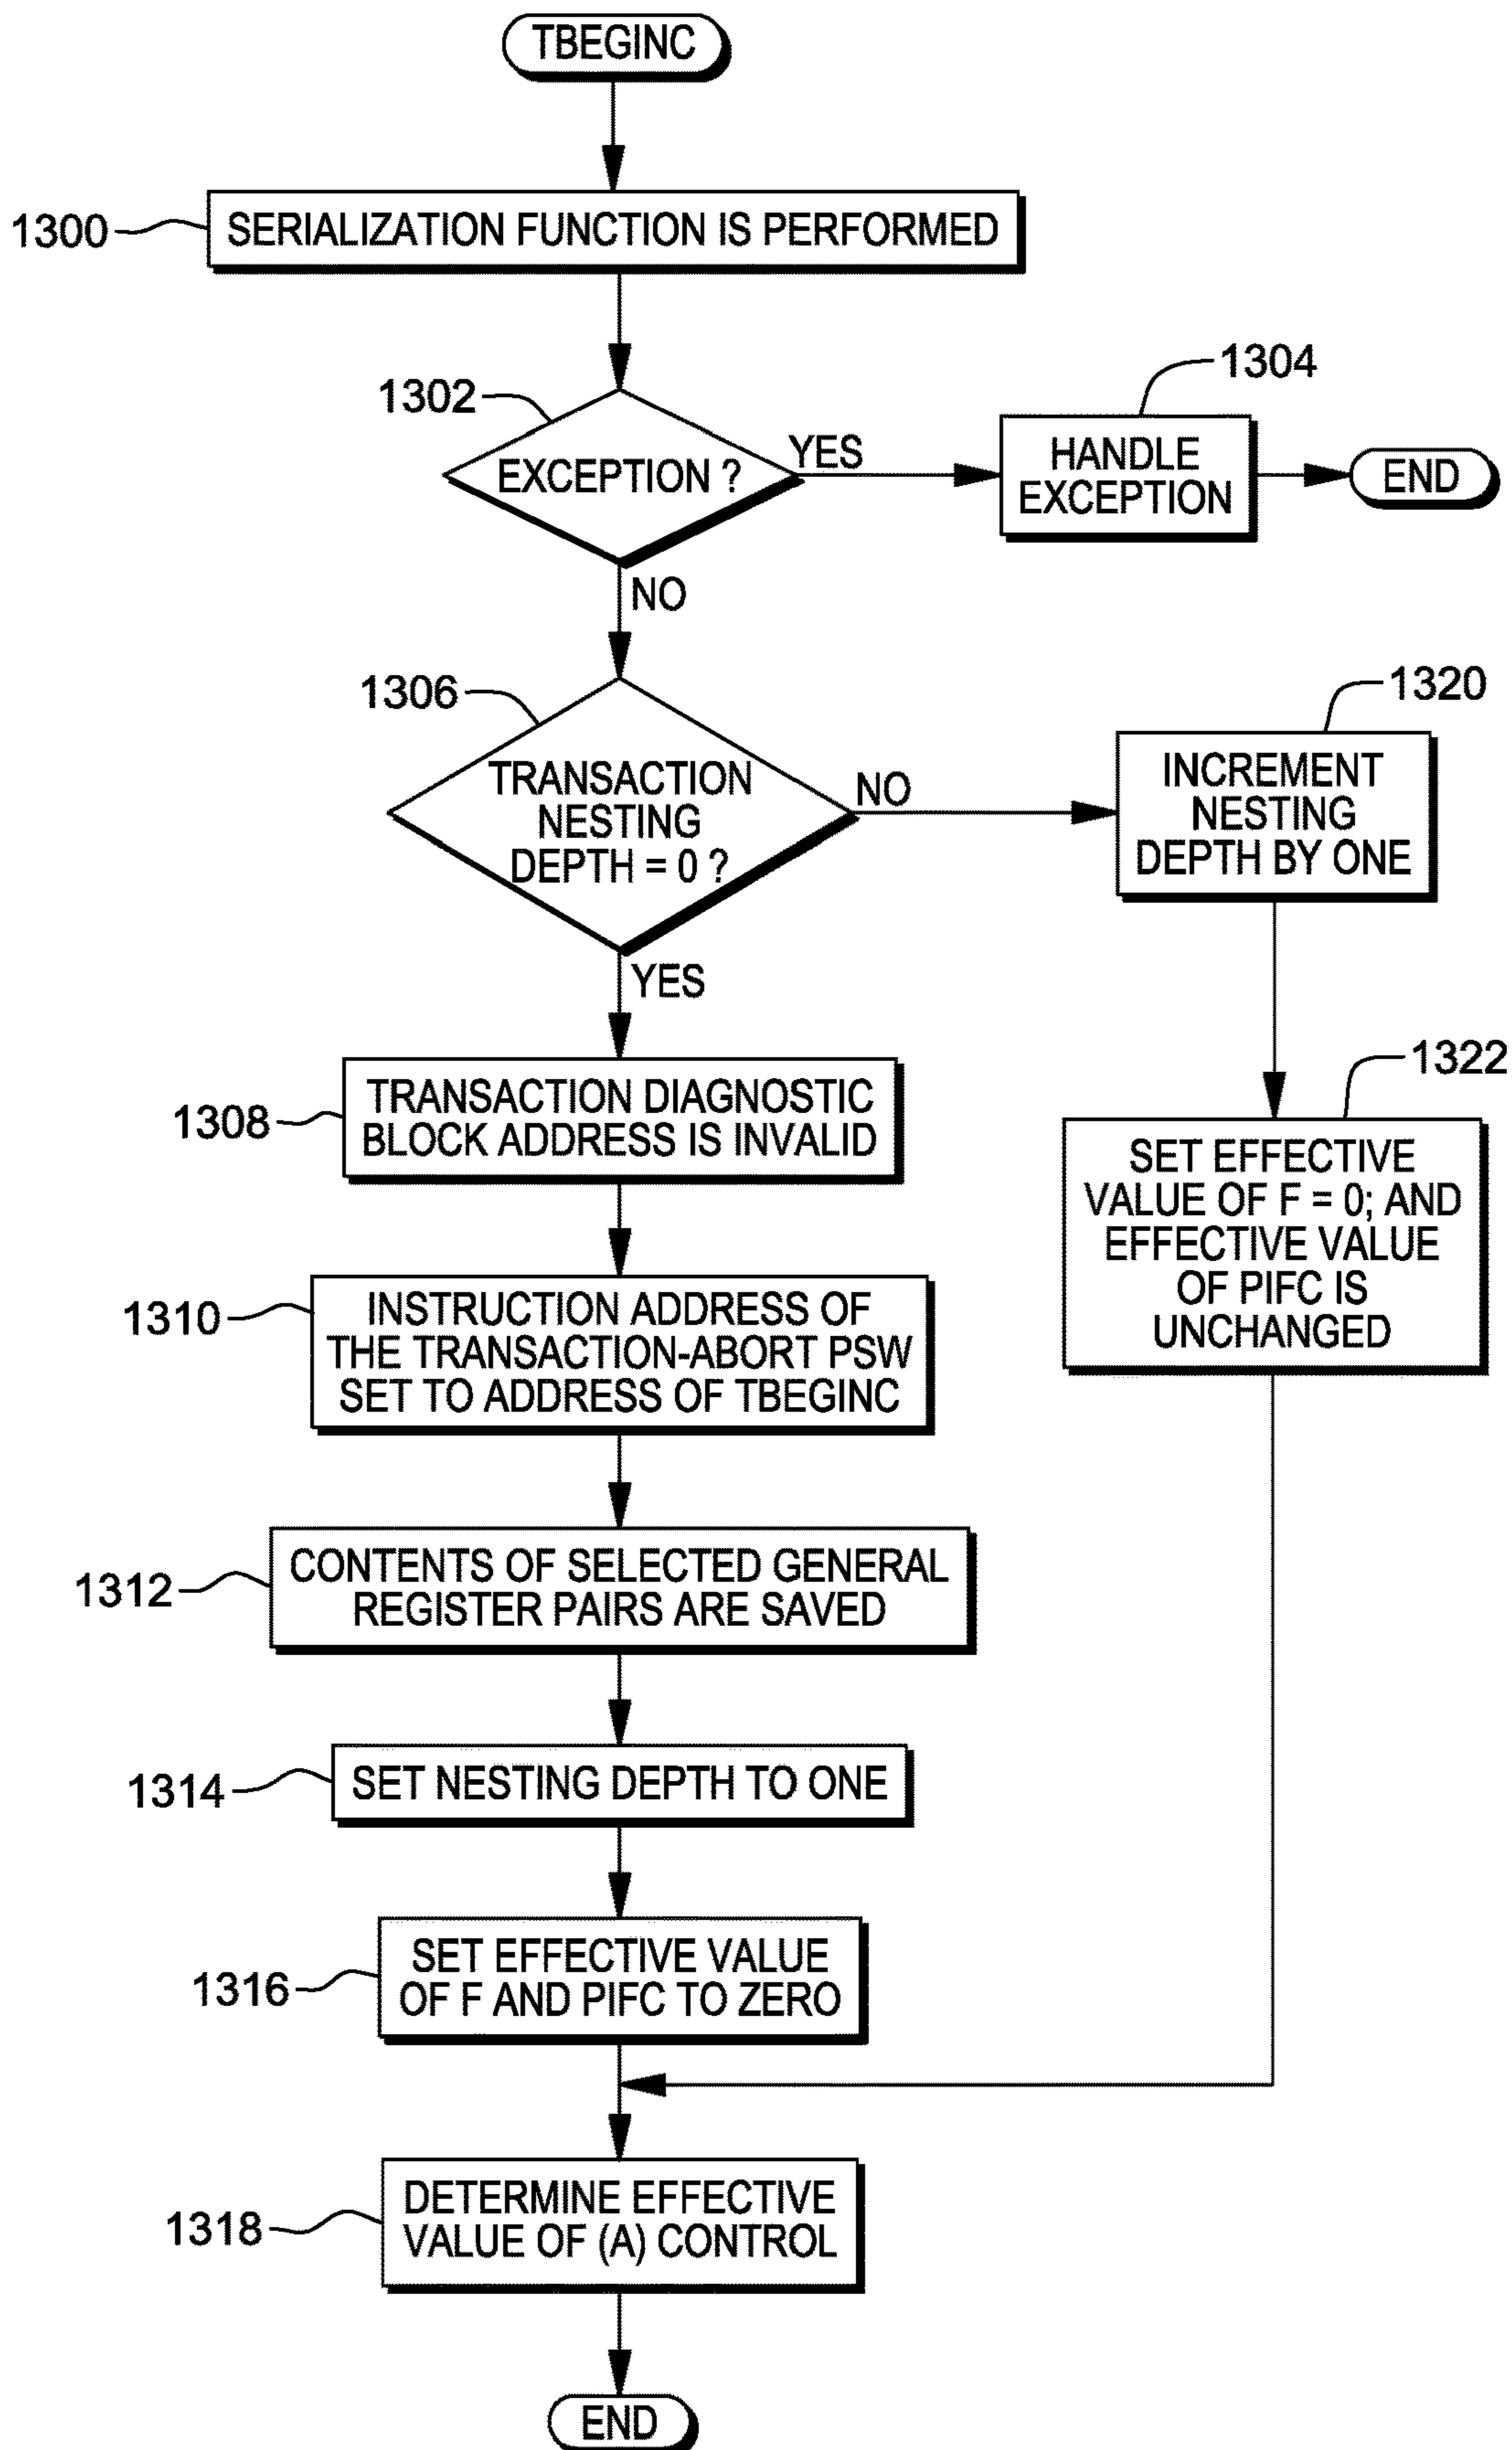 TBEGINC
1300
SERIALIZATION FUNCTION IS PERFORMED
1302
EXCEPTION ?
YES
1304
HANDLE
EXCEPTION
END
NO
1306
TRANSACTION
NESTING
DEPTH = 0 ?
NO
1320
INCREMENT
NESTING
DEPTH BY ONE
YES
1308
TRANSACTION DIAGNOSTIC
BLOCK ADDRESS IS INVALID
1322
SET EFFECTIVE
VALUE OF F = 0; AND
EFFECTIVE VALUE
OF PIFC IS
UNCHANGED
1310
INSTRUCTION ADDRESS OF
THE TRANSACTION-ABORT PSW
SET TO ADDRESS OF TBEGINC
1312
CONTENTS OF SELECTED GENERAL
REGISTER PAIRS ARE SAVED
1314
SET NESTING DEPTH TO ONE
1316
SET EFFECTIVE VALUE
OF F AND PIFC TO ZERO
1318
DETERMINE EFFECTIVE
VALUE OF (A) CONTROL
END